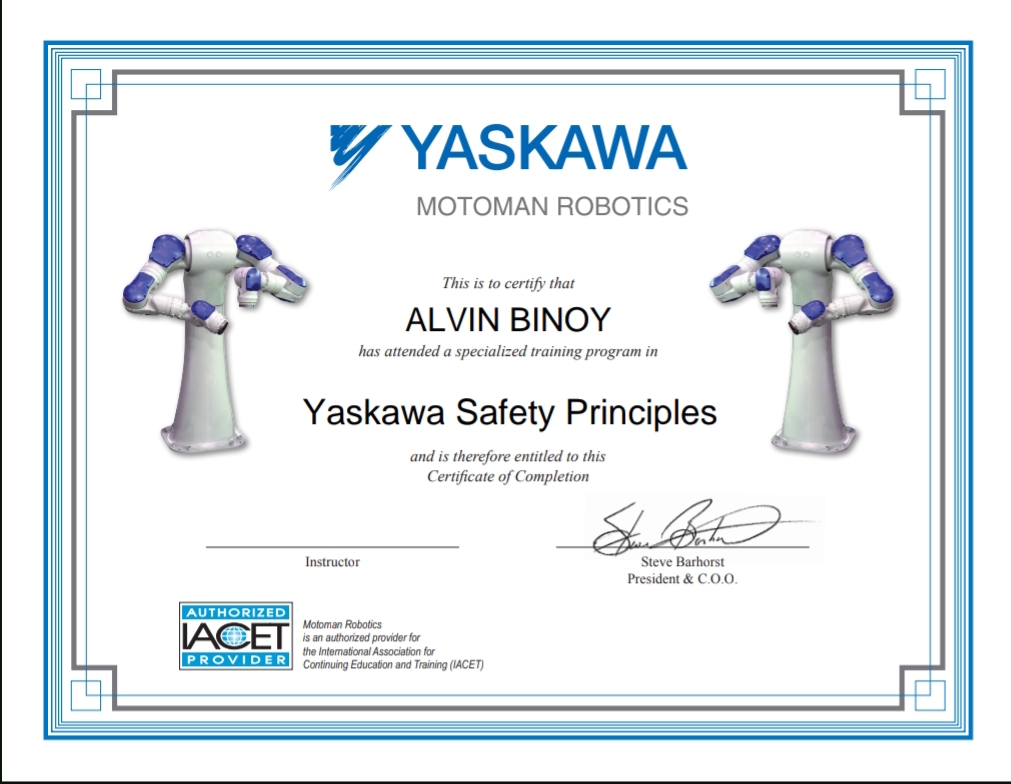 YASKAWA
MOTOMAN ROBOTICS
This is to certify that
ALVIN BINOY
has attended a specialized training program in
Yaskawa Safety Principles
and is therefore entitled to this
Certificate of Completion
Steve Barhorst
Instructor
Steve Barhorst
President & C.O.O.
AUTHORIZED
IACET
PROVIDER
Motoman Robotics
is an authorized provider for
the International Association for
Continuing Education and Training (IACET)